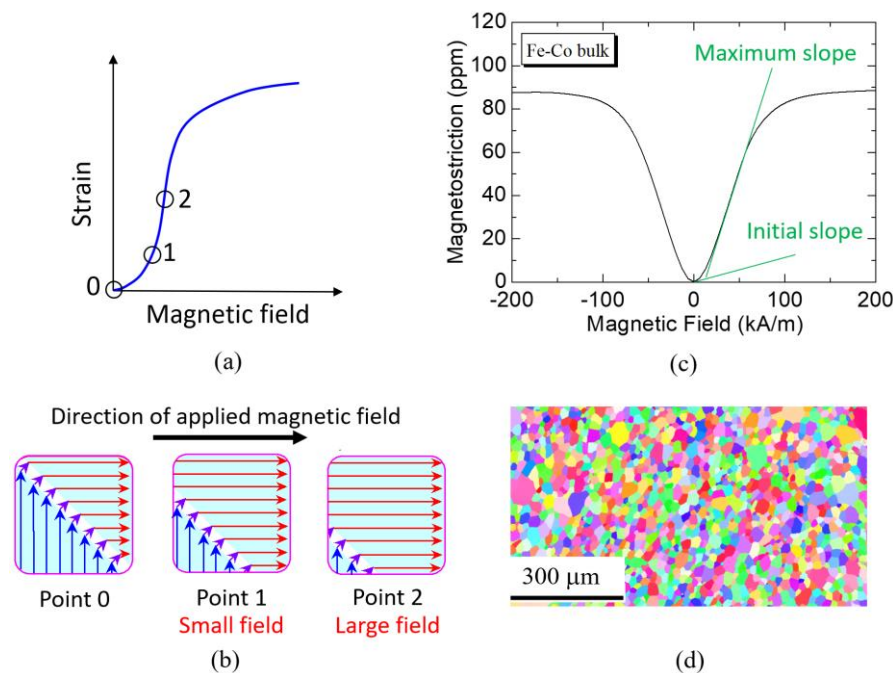 Strain
0
1
2
Magnetic field
(a)
Direction of applied magnetic field
Point 0
Point 1
Small field
Point 2
Large field
(b)
Magnetostriction (ppm)
120
100
80
60
40
20
0
Fe-Co bulk
Maximum slope
Initial slope
-200 -100 0 100 200
Magnetic Field (kA/m)
(c)
300 μm
(d)